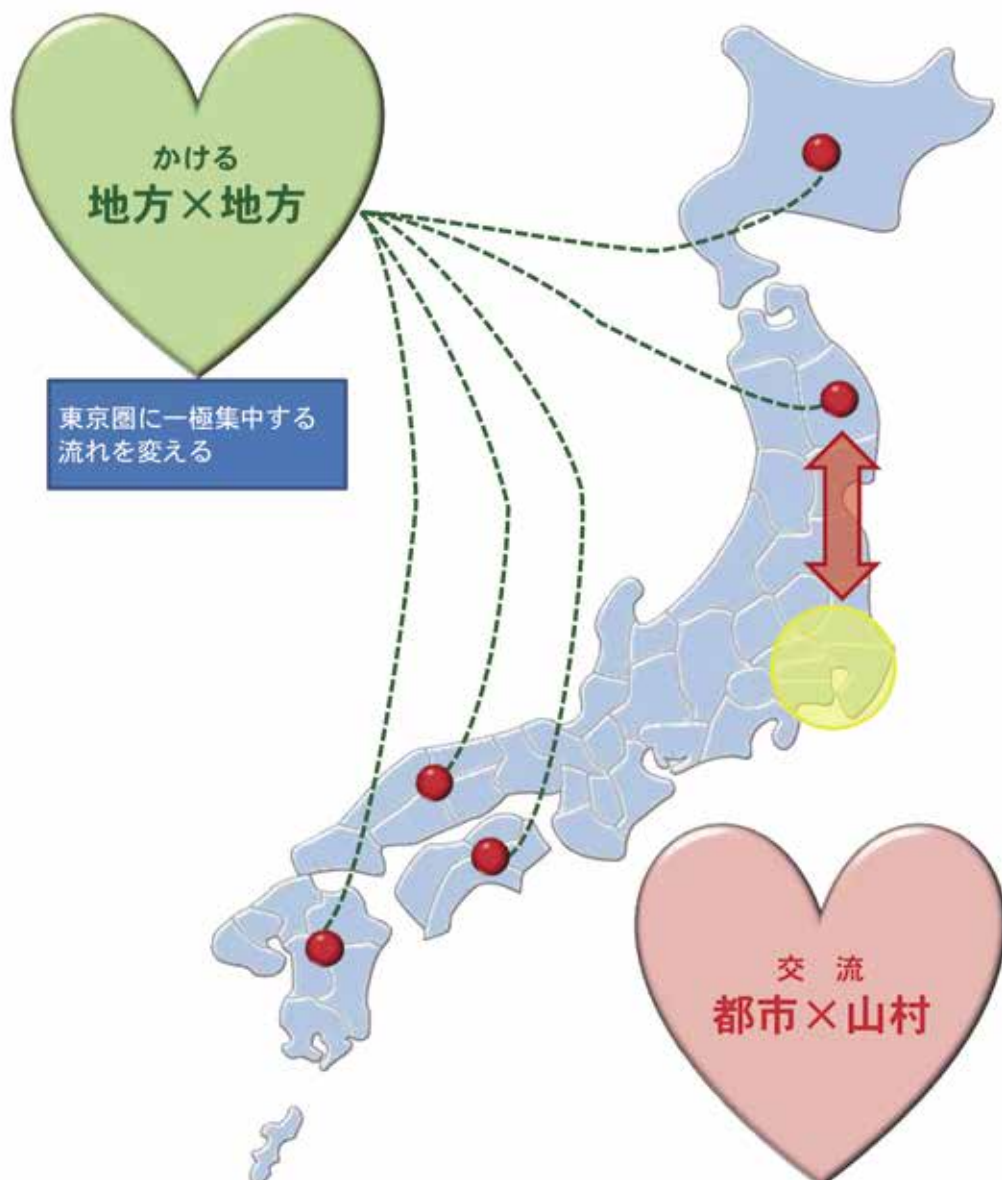 かける
地方×地方
東京圏に一極集中する
流れを変える
交　流
都市×山村